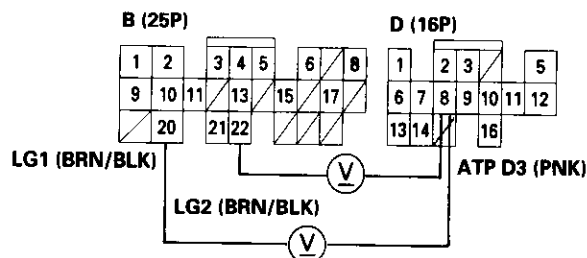 B (25P)
D (16P)
1 2 3 4 5 6 8
9 10 11 13 15 17
20 21 22
1 2 3 5
6 7 8 9 10 11 12
13 14 16
LG1 (BRN/BLK)
ATP D3 (PNK)
V
LG2 (BRN/BLK)
V